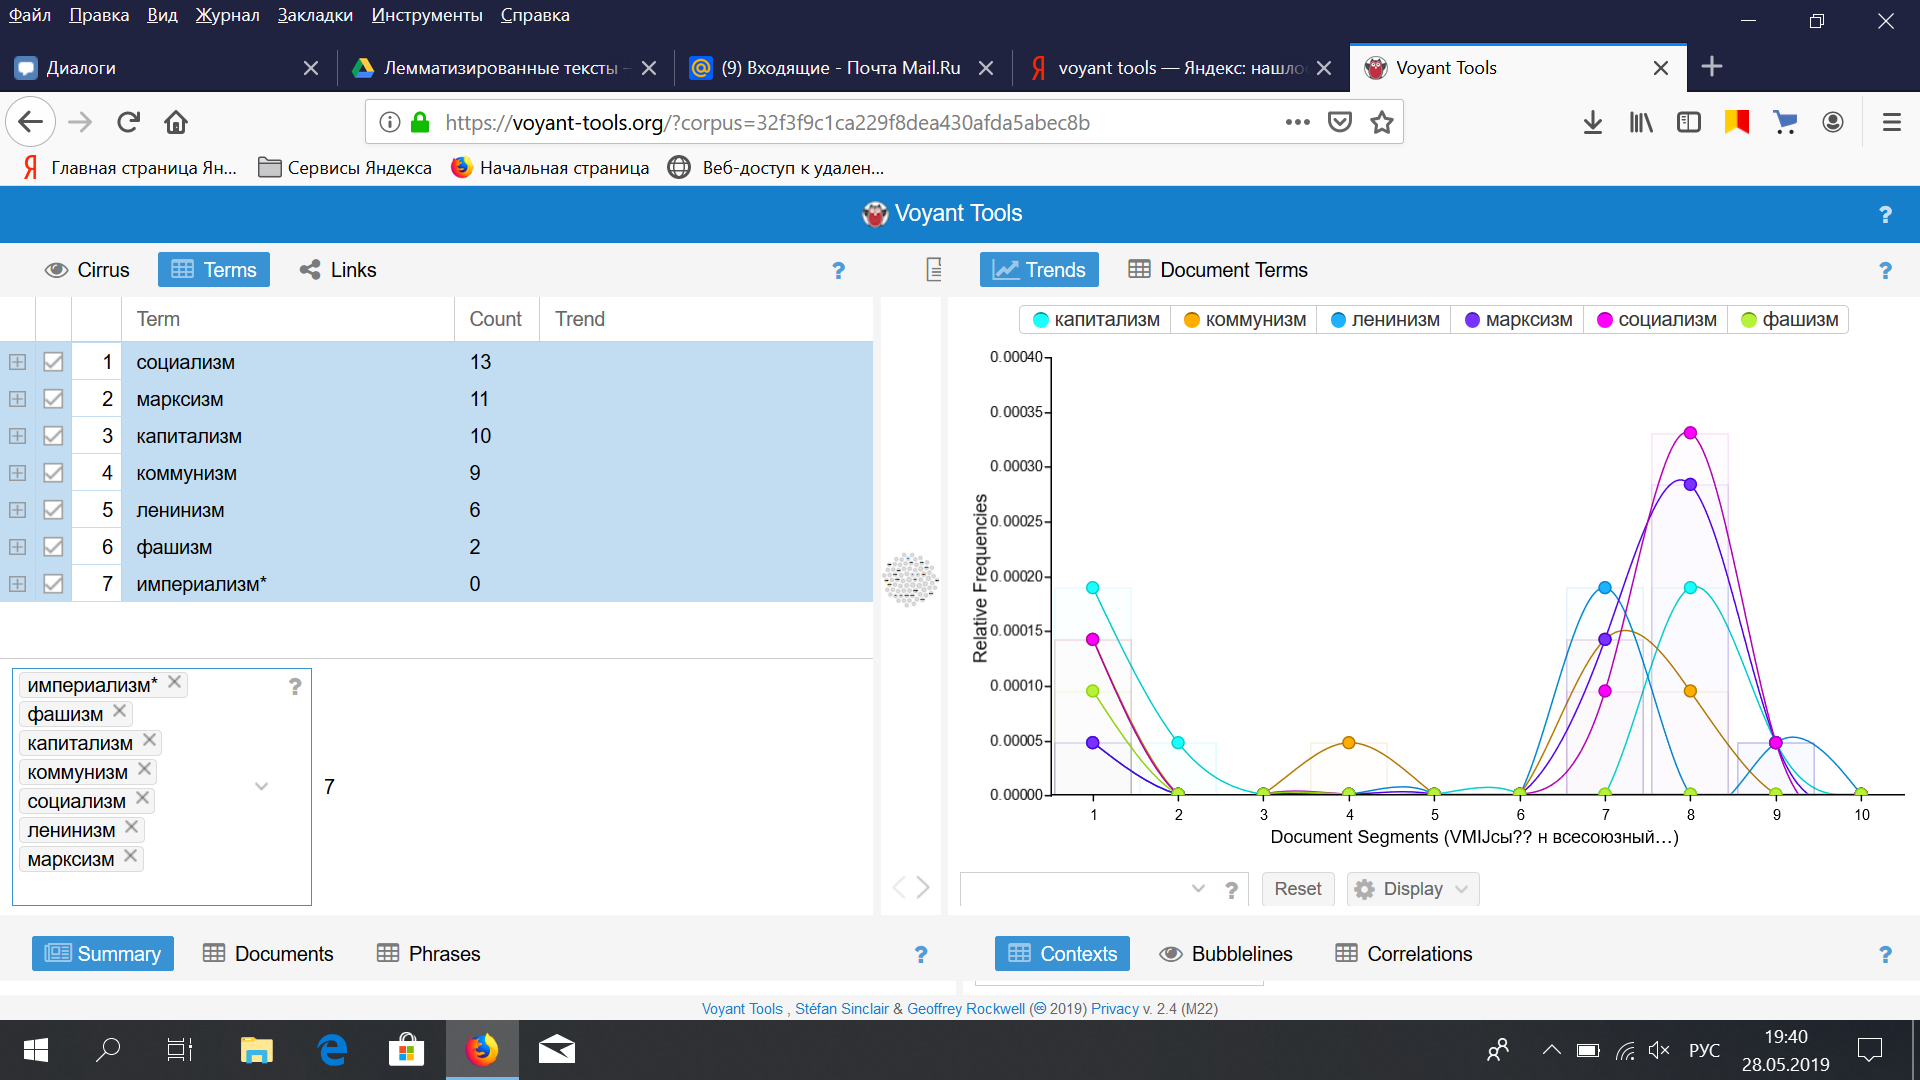 Файл Правка Вид Журнал Закладки Инструменты Справка
Диалоги
Лемматизированные тексты
(9) Входящие - Почта Mail.Ru
voyant tools — Яндекс: нашло
Voyant Tools
https://voyant-tools.org/?corpus=32f3f9c1ca229f8dea430afda5abec8b
Главная страница Ян...
Сервисы Яндекса
Начальная страница
Веб-доступ к удален...
Voyant Tools ?
Cirrus Terms Links ?
Trends Document Terms ?
Term Count Trend
1 социализм 13
2 марксизм 11
3 капитализм 10
4 коммунизм 9
5 ленинизм 6
6 фашизм 2
7 империализм* 0
империализм* ?
фашизм
капитализм
коммунизм
социализм
ленинизм
марксизм
7
капитализм коммунизм ленинизм марксизм социализм фашизм
Relative Frequencies
0.00040
0.00035
0.00030
0.00025
0.00020
0.00015
0.00010
0.00005
0.00000
1 2 3 4 5 6 7 8 9 10
Document Segments (VMIJсы?? н всесоюзный...)
? Reset Display
Summary Documents Phrases ?
Contexts Bubblelines Correlations ?
Voyant Tools , Stéfan Sinclair & Geoffrey Rockwell (🄯 2019) Privacy v. 2.4 (M22)
РУС
19:40
28.05.2019